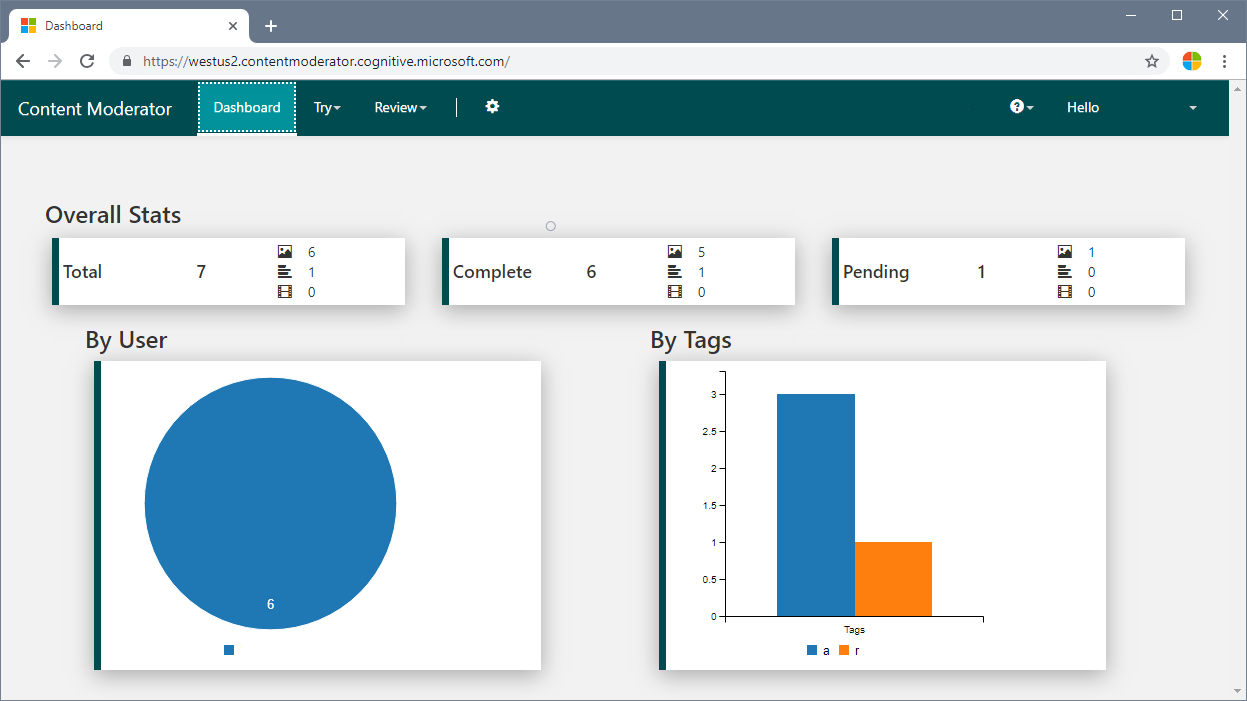 Dashboard
https://westus2.contentmoderator.cognitive.microsoft.com/
Content Moderator Dashboard Try Review Hello
Overall Stats
Total 7 6 1 0
Complete 6 5 1 0
Pending 1 1 0 0
By User
6
By Tags
3
2.5
2
1.5
1
0.5
0
Tags
a r